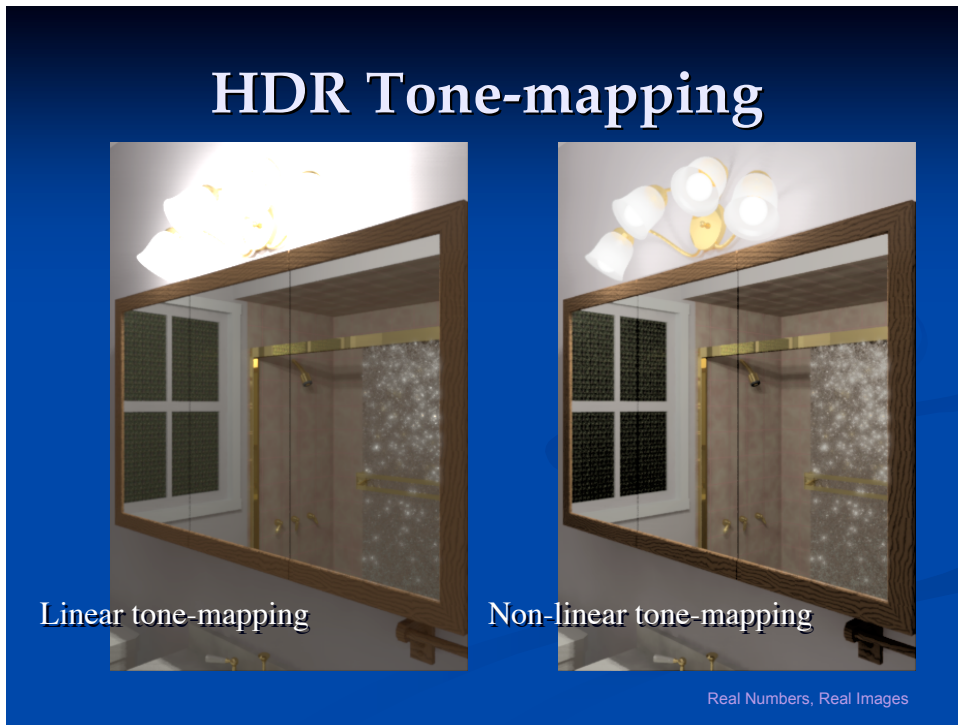 HDR Tone-mapping
Linear tone-mapping
Non-linear tone-mapping
Real Numbers, Real Images